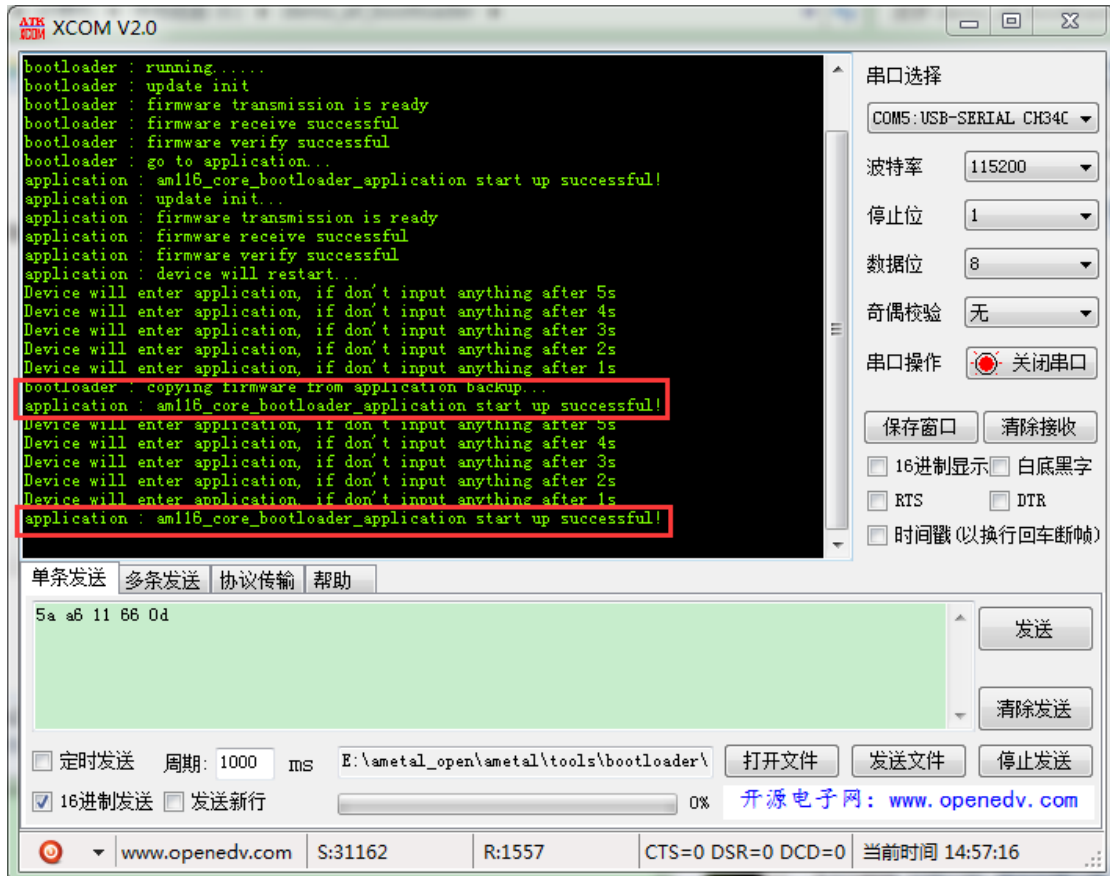 ATK XCOM XCOM V2.0
bootloader : running......
bootloader : update init
bootloader : firmware transmission is ready
bootloader : firmware receive successful
bootloader : firmware verify successful
bootloader : go to application...
application : am116_core_bootloader_application start up successful!
application : update init...
application : firmware transmission is ready
application : firmware receive successful
application : firmware verify successful
application : device will restart...
Device will enter application, if don't input anything after 5s
Device will enter application, if don't input anything after 4s
Device will enter application, if don't input anything after 3s
Device will enter application, if don't input anything after 2s
Device will enter application, if don't input anything after 1s
bootloader : copying firmware from application backup...
application : am116_core_bootloader_application start up successful!
Device will enter application, if don't input anything after 5s
Device will enter application, if don't input anything after 4s
Device will enter application, if don't input anything after 3s
Device will enter application, if don't input anything after 2s
Device will enter application, if don't input anything after 1s
application : am116_core_bootloader_application start up successful!
串口选择
COM5:USB-SERIAL CH34C
波特率 115200
停止位 1
数据位 8
奇偶校验 无
串口操作 关闭串口
保存窗口 清除接收
16进制显示 白底黑字
RTS DTR
时间戳(以换行回车断帧)
单条发送 多条发送 协议传输 帮助
5a a6 11 66 0d
发送
清除发送
定时发送 周期: 1000 ms E:\ametal_open\ametal\tools\bootloader\ 打开文件 发送文件 停止发送
16进制发送 发送新行 0% 开源电子网: www.openedv.com
www.openedv.com S:31162 R:1557 CTS=0 DSR=0 DCD=0 当前时间 14:57:16